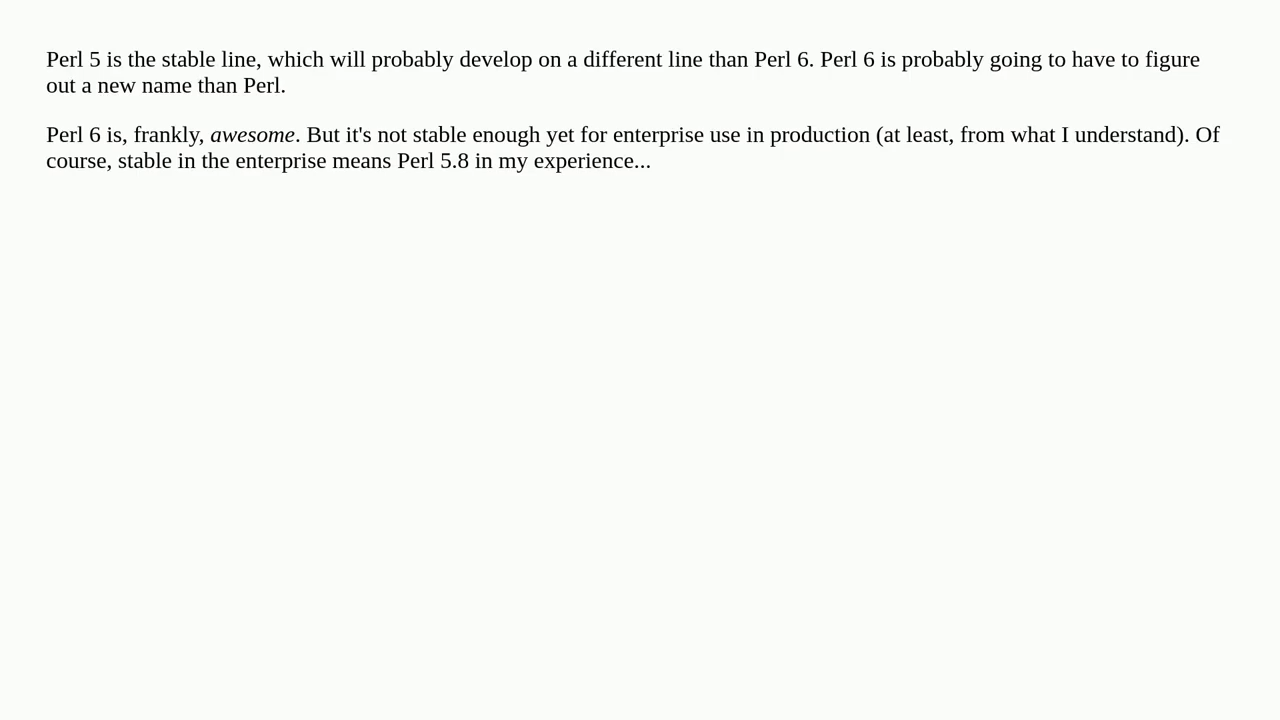 Perl 5 is the stable line, which will probably develop on a different line than Perl 6. Perl 6 is probably going to have to figure
out a new name than Perl.
Perl 6 is, frankly, awesome. But it's not stable enough yet for enterprise use in production (at least, from what I understand). Of
course, stable in the enterprise means Perl 5.8 in my experience...